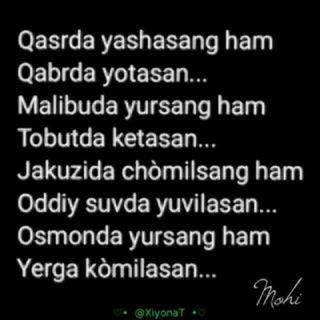 Qasrda yashasang ham
Qabrda yotasan...
Malibuda yursang ham
Tobutda ketasan...
Jakuzida chòmilsang ham
Oddiy suvda yuvilasan...
Osmonda yursang ham
Yerga kòmilasan...
Mohi
♡• @XiyonaT •♡